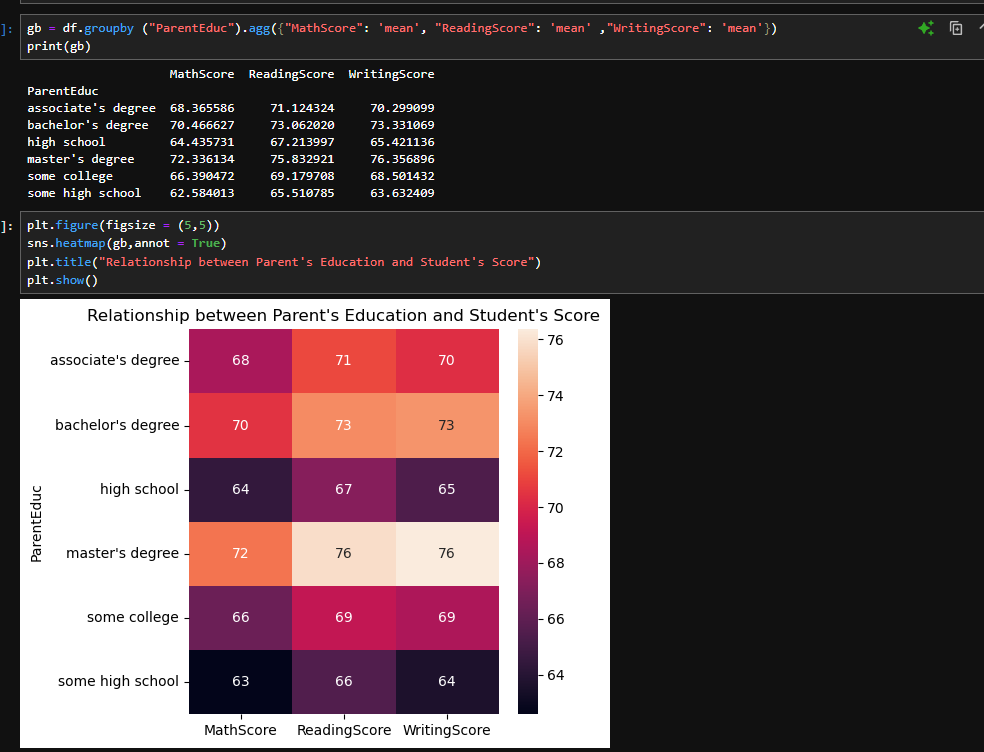 ]: gb = df.groupby ("ParentEduc").agg({"MathScore": 'mean', "ReadingScore": 'mean' ,"WritingScore": 'mean'})
print(gb)
MathScore ReadingScore WritingScore
ParentEduc
associate's degree 68.365586 71.124324 70.299099
bachelor's degree 70.466627 73.062020 73.331069
high school 64.435731 67.213997 65.421136
master's degree 72.336134 75.832921 76.356896
some college 66.390472 69.179708 68.501432
some high school 62.584013 65.510785 63.632409
]: plt.figure(figsize = (5,5))
sns.heatmap(gb,annot = True)
plt.title("Relationship between Parent's Education and Student's Score")
plt.show()
Relationship between Parent's Education and Student's Score
associate's degree 68 71 70
bachelor's degree 70 73 73
high school 64 67 65
master's degree 72 76 76
some college 66 69 69
some high school 63 66 64
ParentEduc
MathScore ReadingScore WritingScore
76
74
72
70
68
66
64